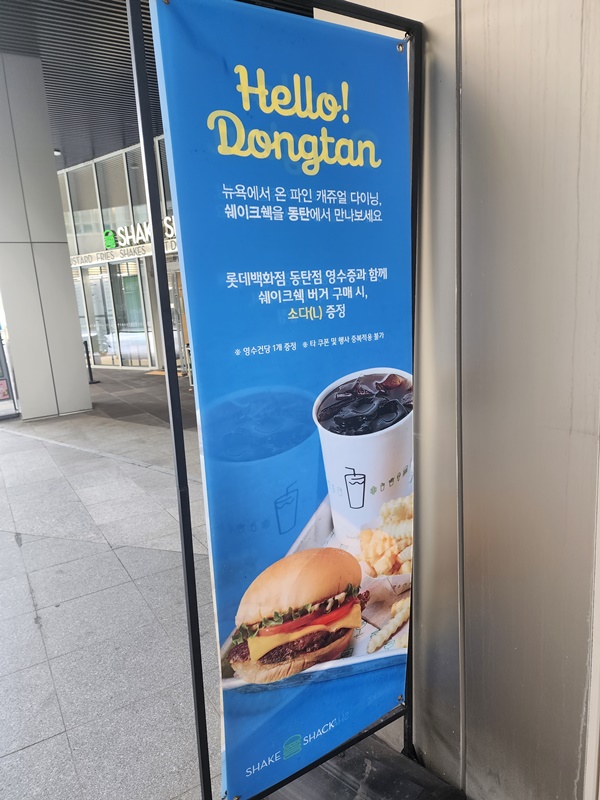 Hello!
Dongtan
뉴욕에서 온 파인 캐쥬얼 다이닝,
쉐이크쉑을 동탄에서 만나보세요
롯데백화점 동탄점 영수증과 함께
쉐이크쉑 버거 구매 시,
소다(L) 증정
※ 영수건당 1개 증정 ※ 타 쿠폰 및 행사 중복적용 불가
SHAKE SHACK
SHAKE
FRIES SHAKES